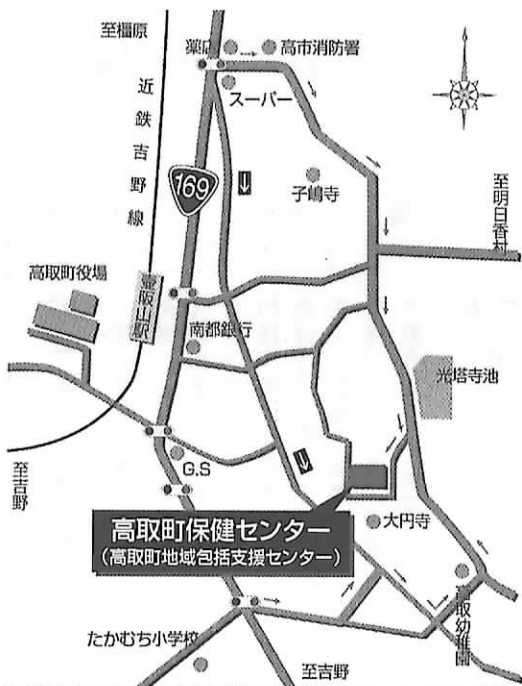 至橿原
薬店
高市消防署
スーパー
近鉄吉野線
169
子嶋寺
至明日香村
高取町役場
壷阪山駅
南都銀行
光塔寺池
至吉野
G.S
高取町保健センター
(高取町地域包括支援センター)
大円寺
高取幼稚園
たかむち小学校
至吉野